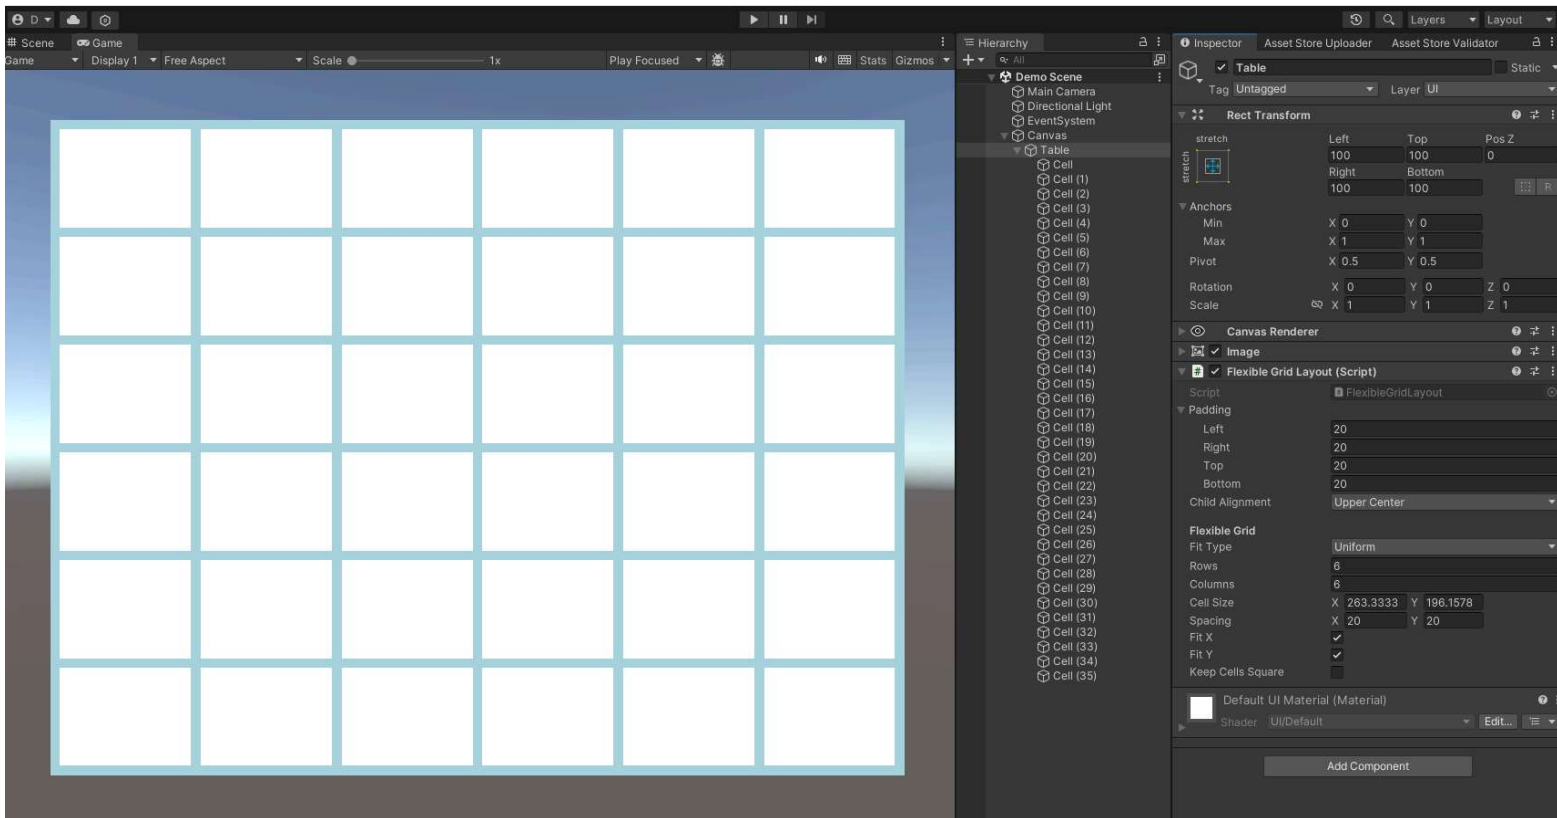 D
Layers Layout
Scene Game
Game Display 1 Free Aspect Scale 1x Play Focused Stats Gizmos
Hierarchy
All
Demo Scene
Main Camera
Directional Light
EventSystem
Canvas
Table
Cell
Cell (1)
Cell (2)
Cell (3)
Cell (4)
Cell (5)
Cell (6)
Cell (7)
Cell (8)
Cell (9)
Cell (10)
Cell (11)
Cell (12)
Cell (13)
Cell (14)
Cell (15)
Cell (16)
Cell (17)
Cell (18)
Cell (19)
Cell (20)
Cell (21)
Cell (22)
Cell (23)
Cell (24)
Cell (25)
Cell (26)
Cell (27)
Cell (28)
Cell (29)
Cell (30)
Cell (31)
Cell (32)
Cell (33)
Cell (34)
Cell (35)
Inspector Asset Store Uploader Asset Store Validator
Table Static
Tag Untagged Layer UI
Rect Transform
stretch Left Top Pos Z
stretch 100 100 0
Right Bottom
100 100 R
Anchors
Min X 0 Y 0
Max X 1 Y 1
Pivot X 0.5 Y 0.5
Rotation X 0 Y 0 Z 0
Scale X 1 Y 1 Z 1
Canvas Renderer
Image
# Flexible Grid Layout (Script)
Script FlexibleGridLayout
Padding
Left 20
Right 20
Top 20
Bottom 20
Child Alignment Upper Center
Flexible Grid
Fit Type Uniform
Rows 6
Columns 6
Cell Size X 263.3333 Y 196.1578
Spacing X 20 Y 20
Fit X
Fit Y
Keep Cells Square
Default UI Material (Material)
Shader UI/Default Edit...
Add Component